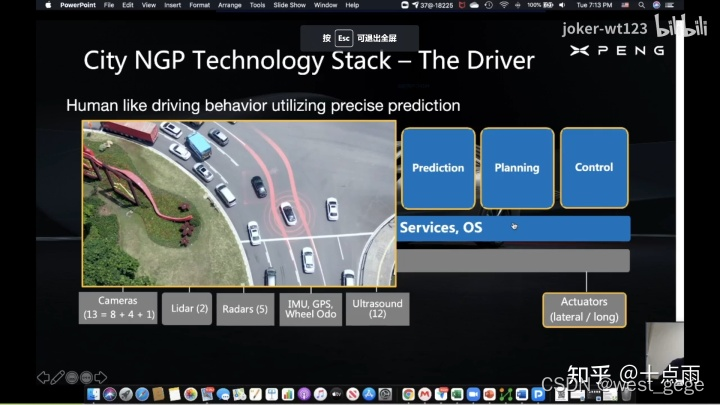 PowerPoint File Edit View Insert Format Arrange Tools Slide Show Window Help
37@-18225
100%
Tue 7:13 PM
按 Esc 可退出全屏
joker-wt123 bilibili
XPENG
City NGP Technology Stack – The Driver
Human like driving behavior utilizing precise prediction
Prediction
Planning
Control
Services, OS
Cameras
(13 = 8 + 4 + 1)
Lidar (2)
Radars (5)
IMU, GPS,
Wheel Odo
Ultrasound
(12)
Actuators
(lateral / long)
知乎 @十点雨
CSDN @west_gege